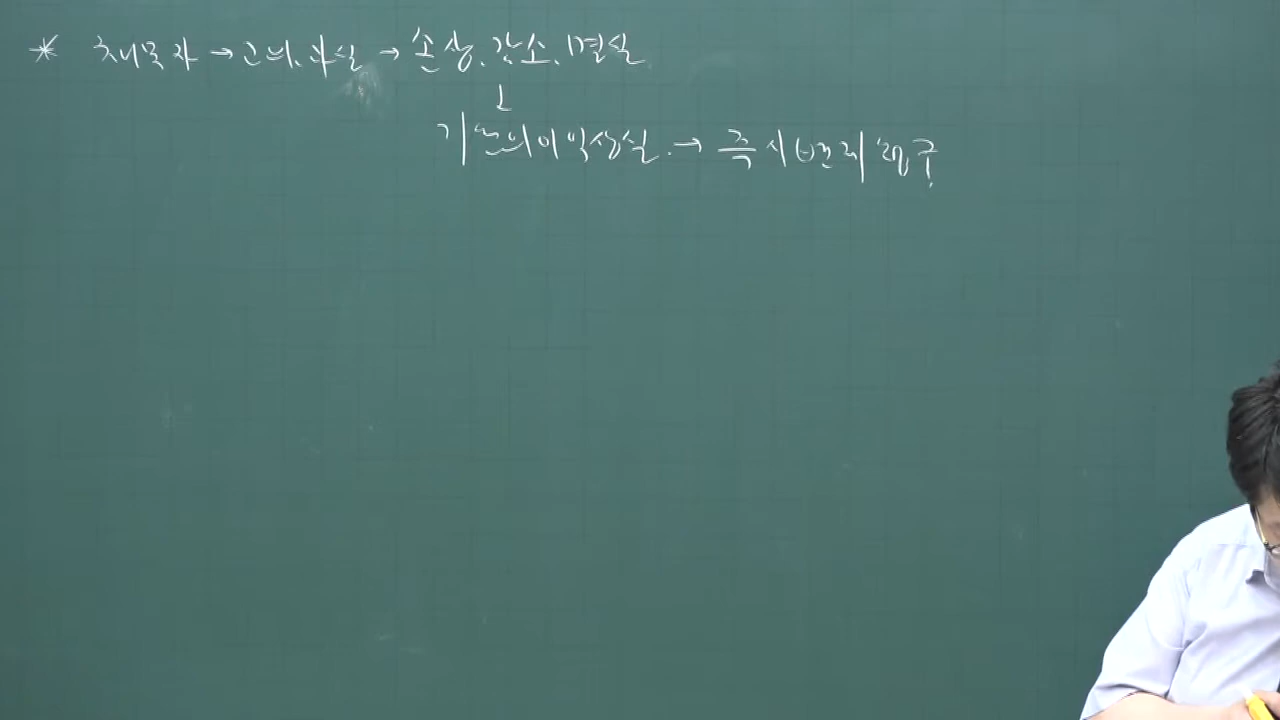 * 채무자 → 고의, 과실 → 손상, 감소, 멸실
↓
기한의 이익상실 → 즉시변제청구